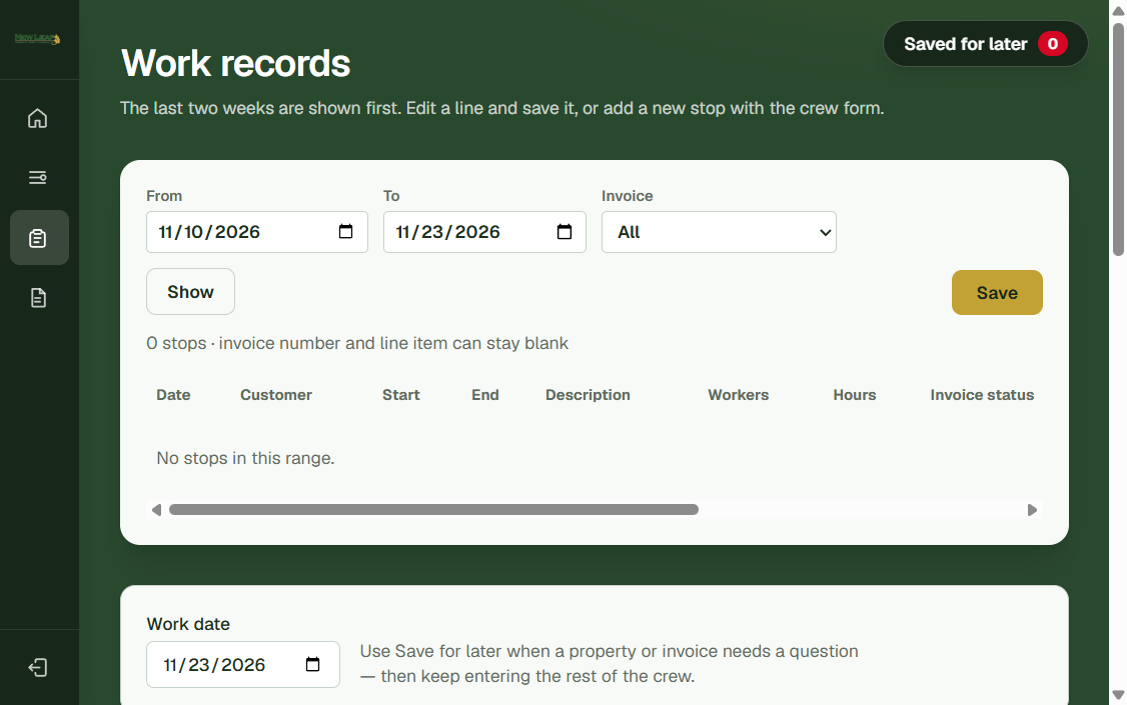 New Leaf
Saved for later 0
Work records
The last two weeks are shown first. Edit a line and save it, or add a new stop with the crew form.
From To Invoice
11/10/2026 11/23/2026 All
Show Save
0 stops · invoice number and line item can stay blank
Date Customer Start End Description Workers Hours Invoice status
No stops in this range.
Work date
11/23/2026
Use Save for later when a property or invoice needs a question
— then keep entering the rest of the crew.